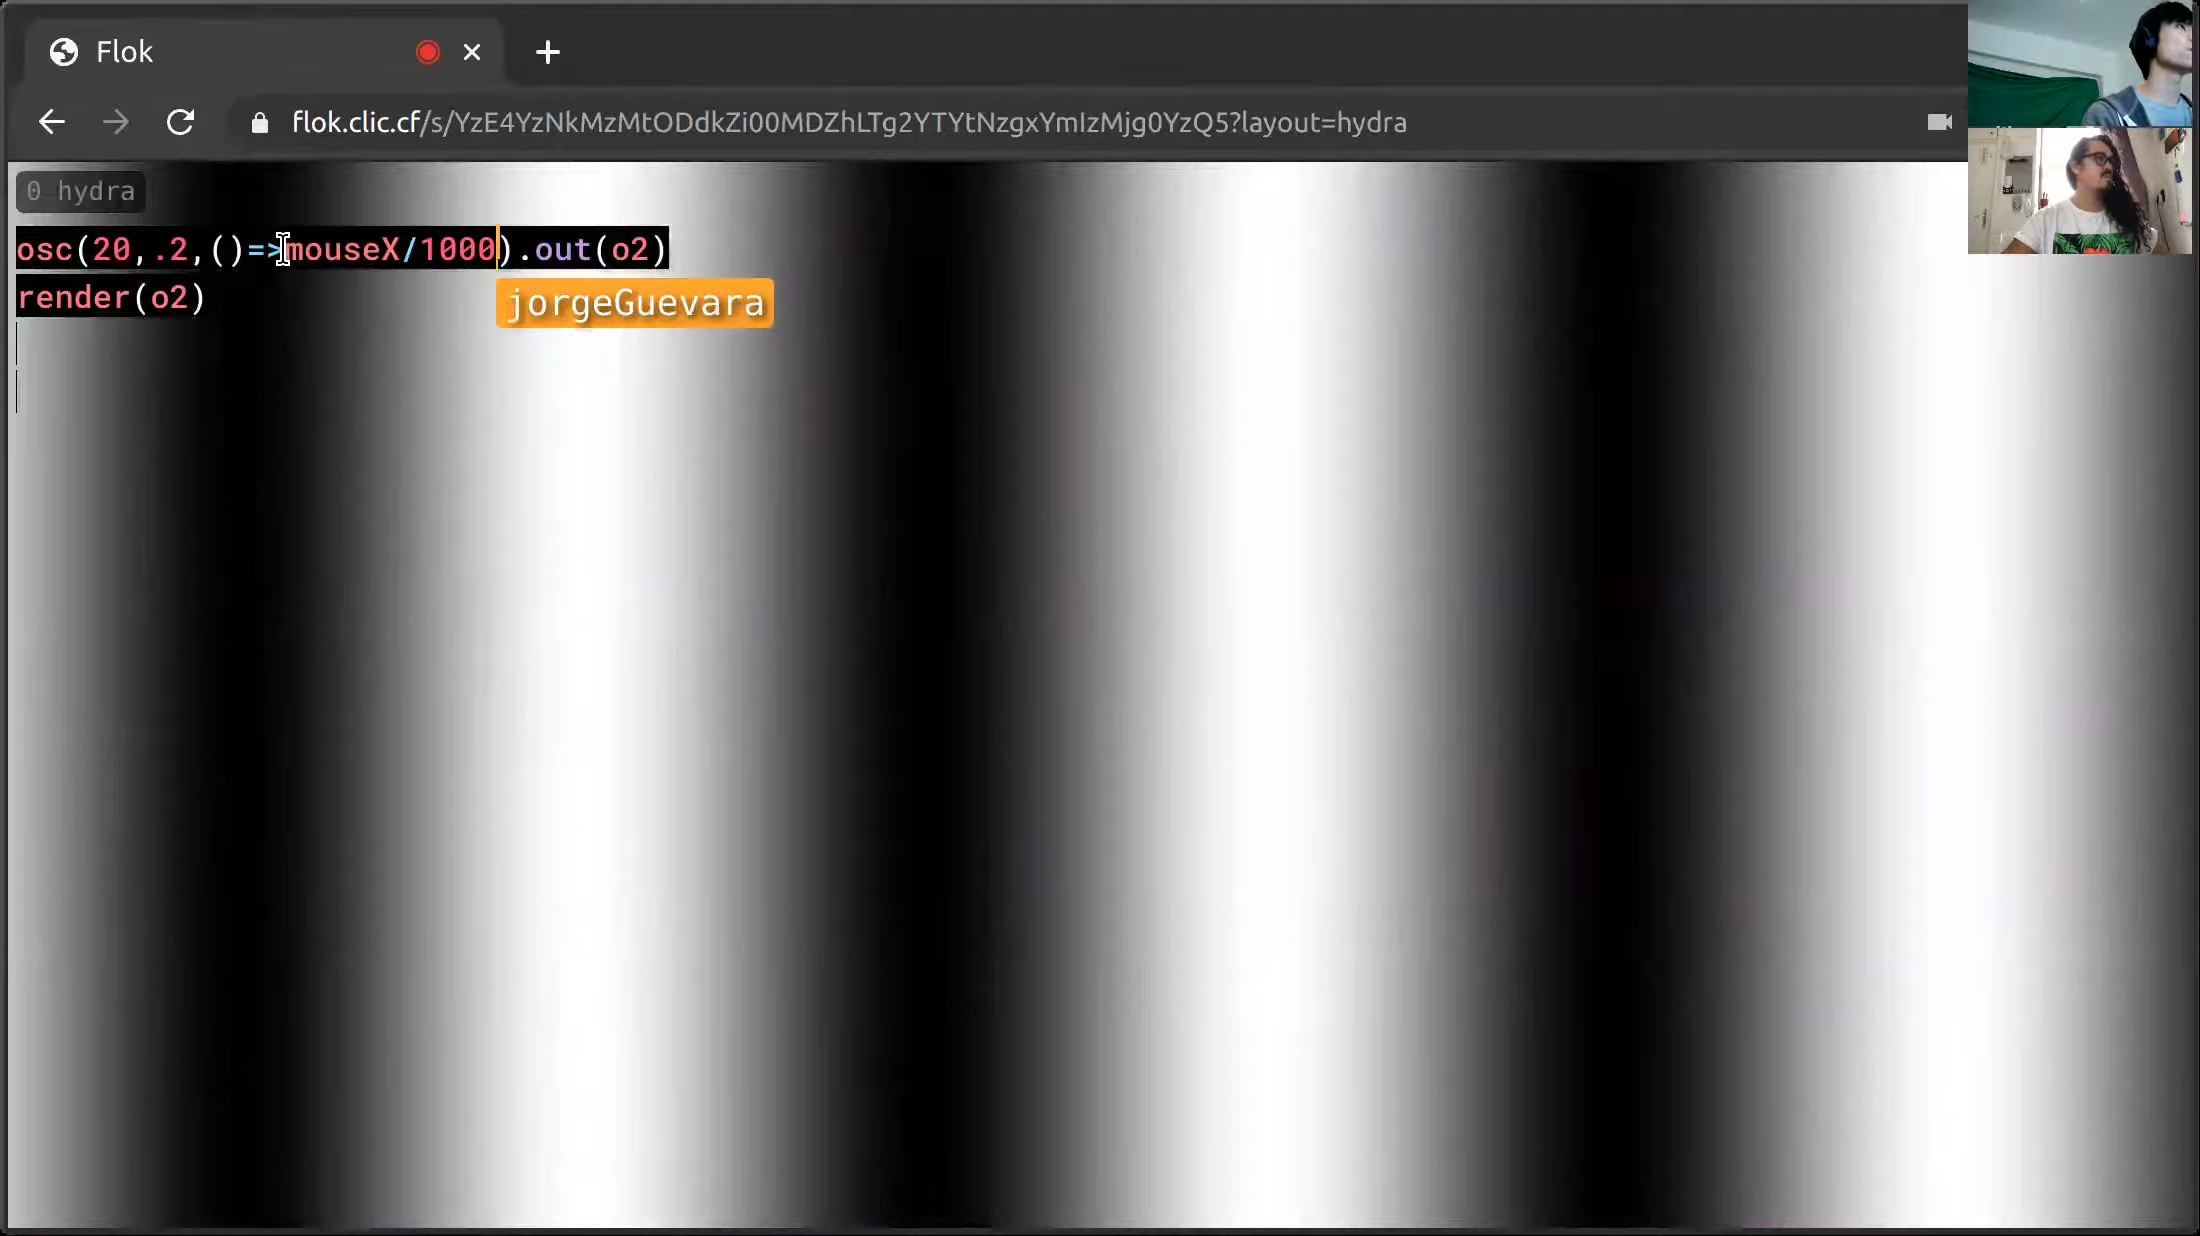 Flok
flok.clic.cf/s/YzE4YzNkMzMtODdkZi00MDZhLTg2YTYtNzgxYmIzMjg0YzQ5?layout=hydra
0 hydra
osc(20,.2,()=>mouseX/1000).out(o2)
render(o2)
jorgeGuevara